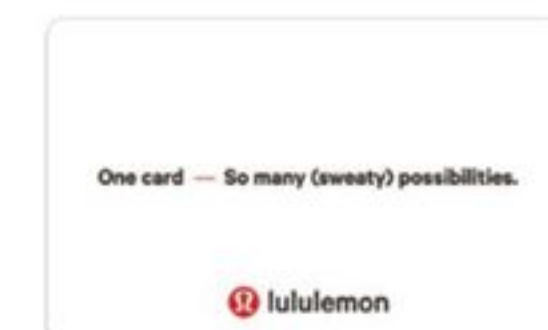 One card — So many (sweaty) possibilities.
lululemon